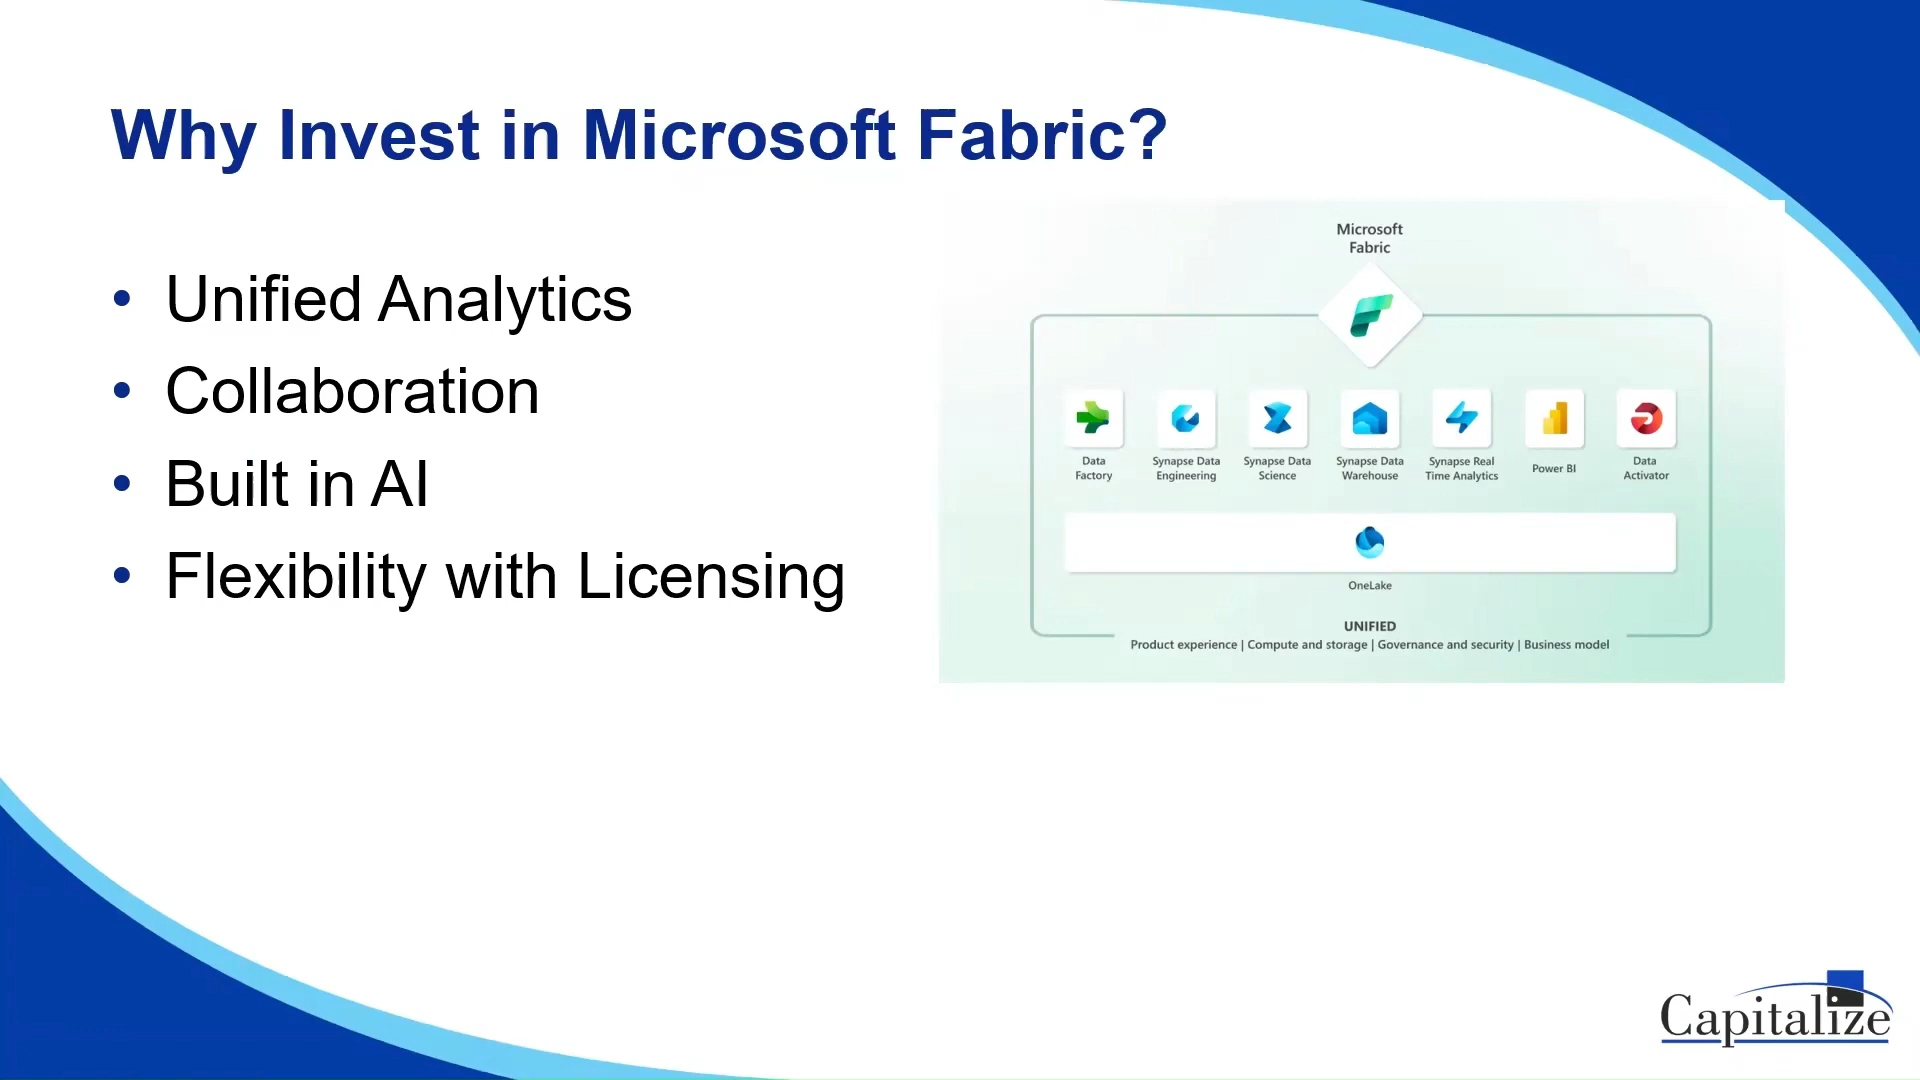 Why Invest in Microsoft Fabric?
• Unified Analytics
• Collaboration
• Built in AI
• Flexibility with Licensing
Microsoft
Fabric
Data
Factory
Synapse Data
Engineering
Synapse Data
Science
Synapse Data
Warehouse
Synapse Real
Time Analytics
Power BI
Data
Activator
OneLake
UNIFIED
Product experience | Compute and storage | Governance and security | Business model
Capitalize